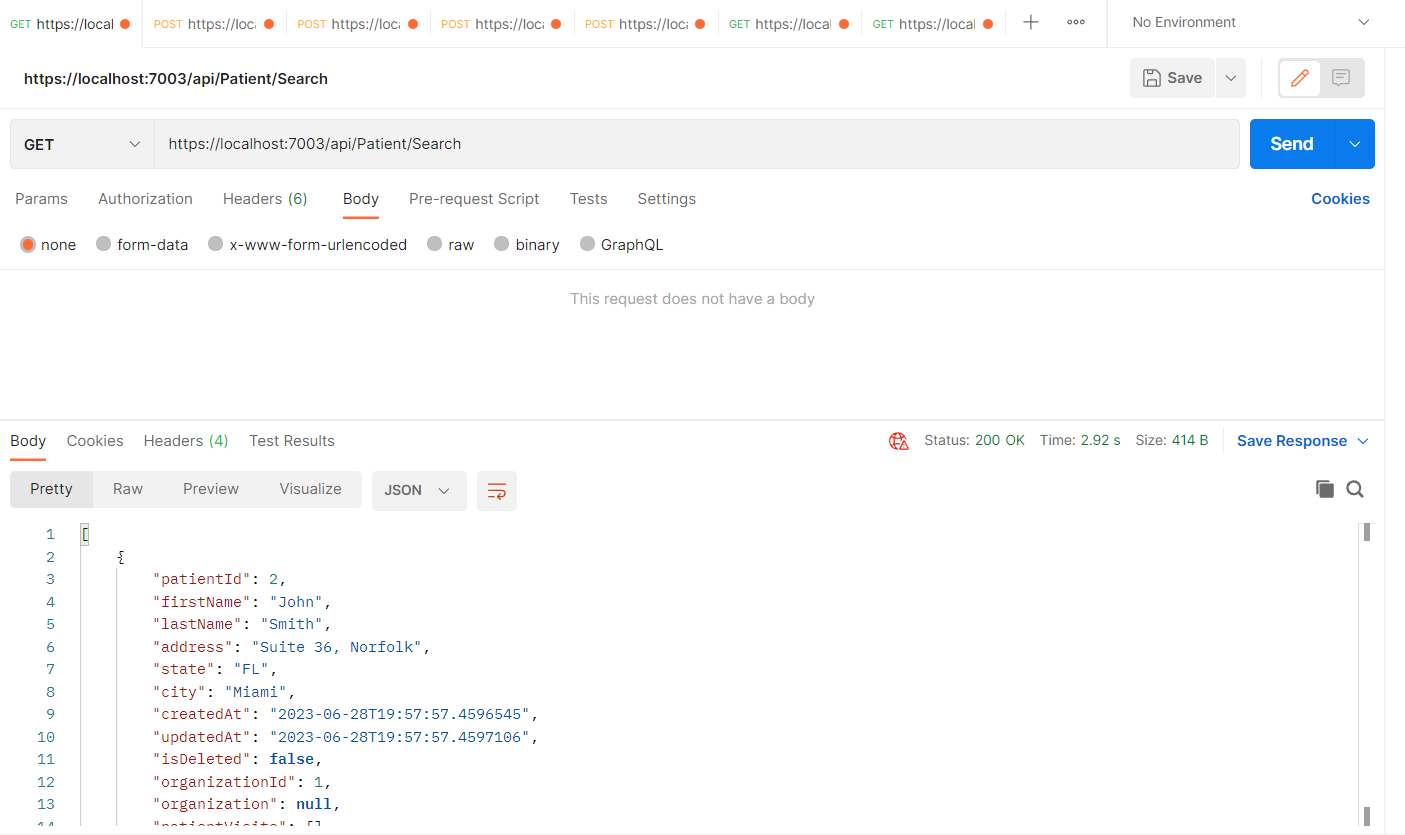 GET https://local POST https://loca POST https://loca POST https://loca POST https://loca GET https://local GET https://local No Environment
https://localhost:7003/api/Patient/Search Save
GET https://localhost:7003/api/Patient/Search Send
Params Authorization Headers (6) Body Pre-request Script Tests Settings Cookies
none form-data x-www-form-urlencoded raw binary GraphQL
This request does not have a body
Body Cookies Headers (4) Test Results Status: 200 OK Time: 2.92 s Size: 414 B Save Response
Pretty Raw Preview Visualize JSON
1 [
2 {
3 "patientId": 2,
4 "firstName": "John",
5 "lastName": "Smith",
6 "address": "Suite 36, Norfolk",
7 "state": "FL",
8 "city": "Miami",
9 "createdAt": "2023-06-28T19:57:57.4596545",
10 "updatedAt": "2023-06-28T19:57:57.4597106",
11 "isDeleted": false,
12 "organizationId": 1,
13 "organization": null,
14 "patientVisits": []